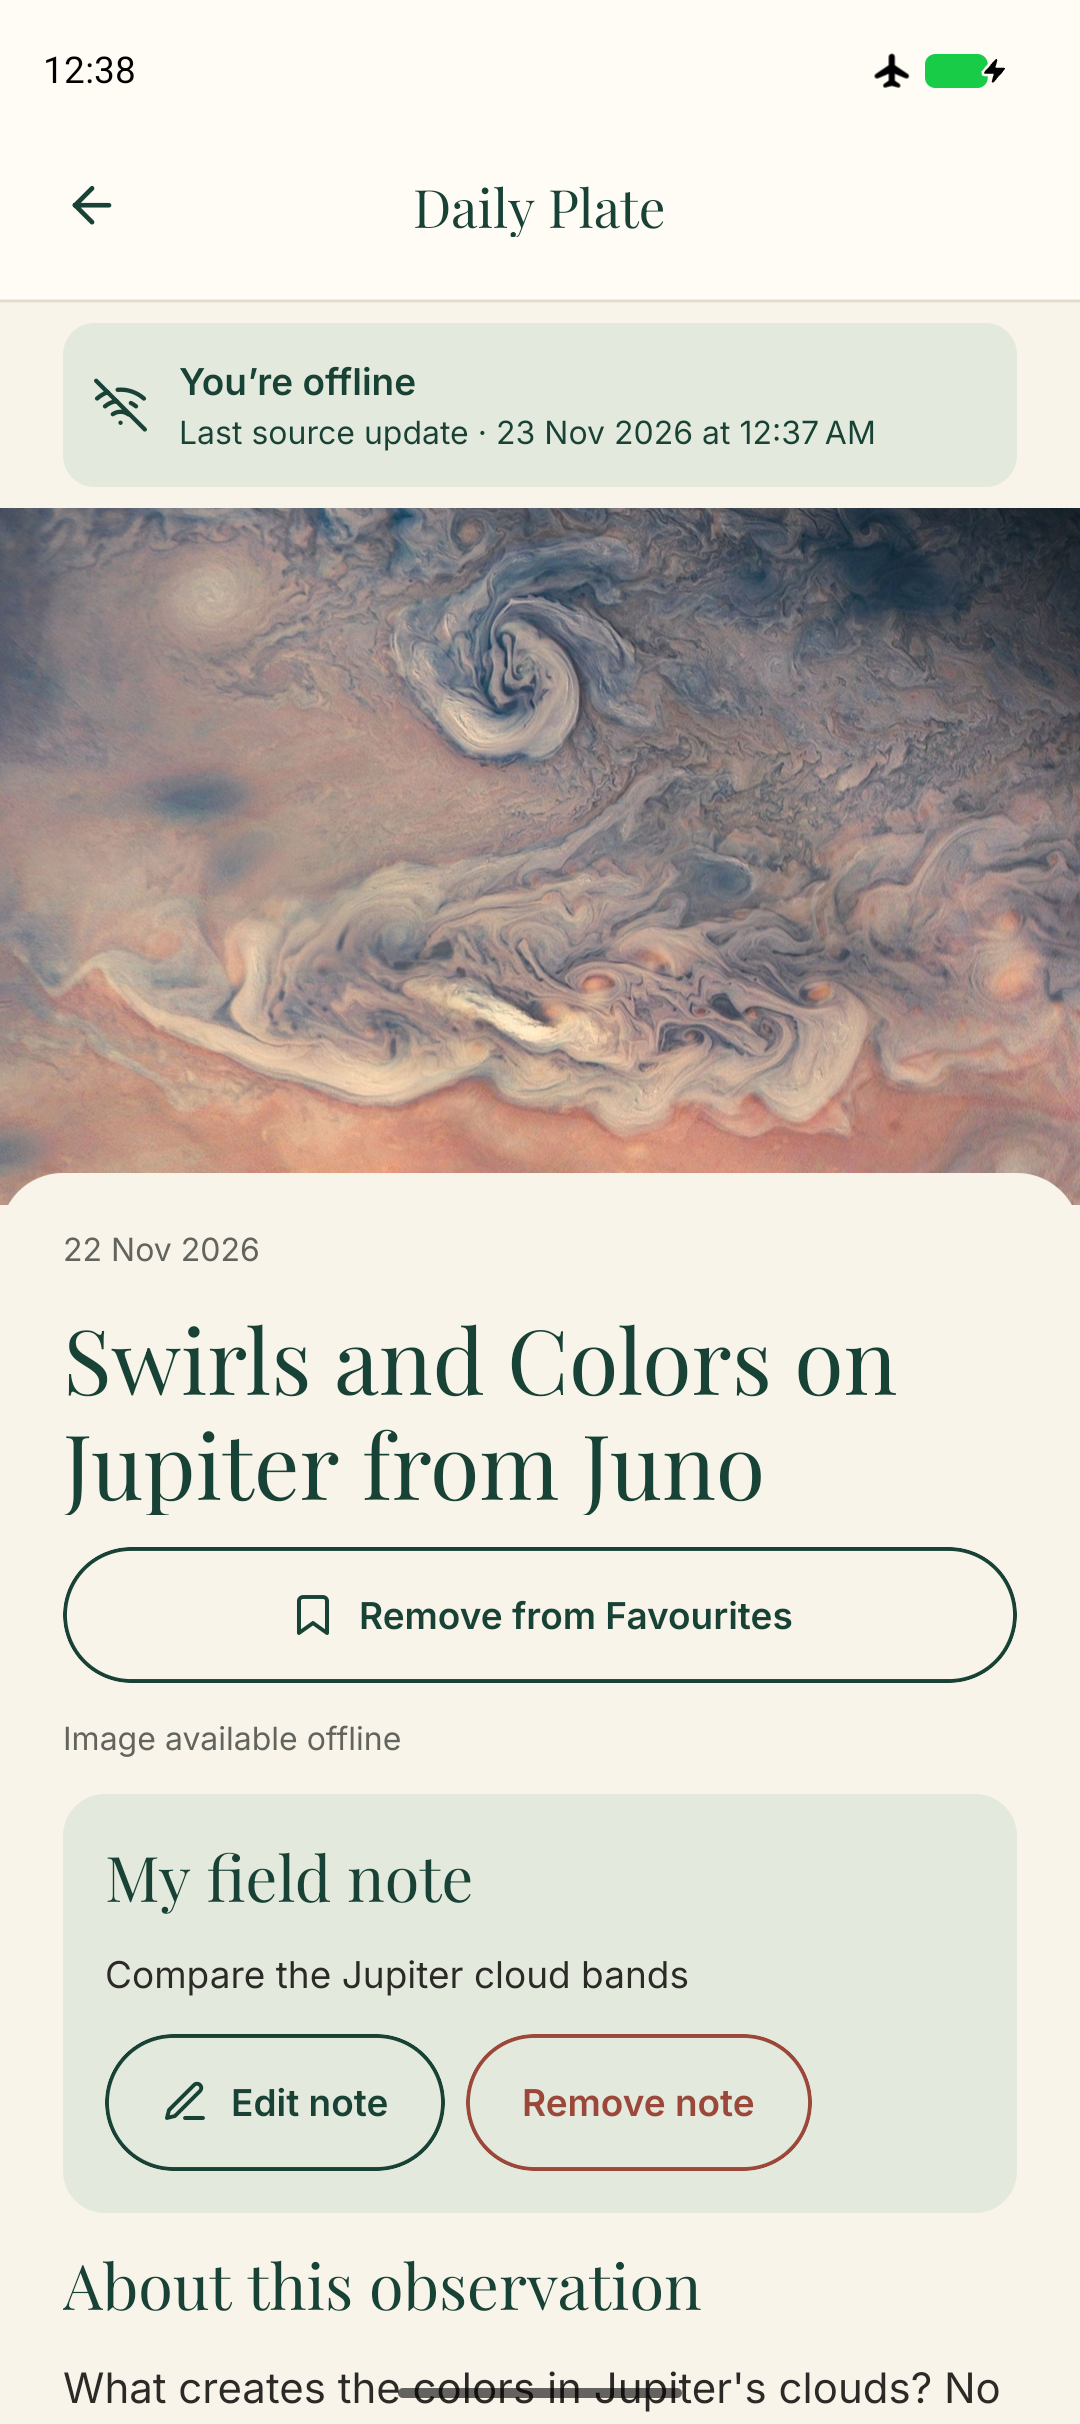 12:38
Daily Plate
You’re offline
Last source update · 23 Nov 2026 at 12:37 AM
22 Nov 2026
Swirls and Colors on
Jupiter from Juno
Remove from Favourites
Image available offline
My field note
Compare the Jupiter cloud bands
Edit note
Remove note
About this observation
What creates the colors in Jupiter's clouds? No